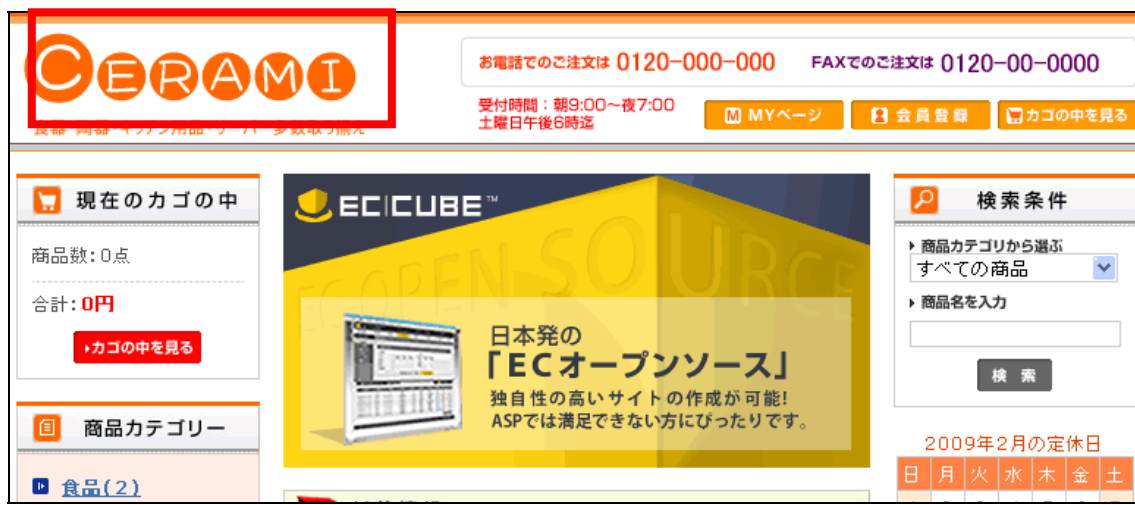 CERAMI
お電話でのご注文は 0120-000-000
FAXでのご注文は 0120-00-0000
受付時間：朝9:00～夜7:00
土曜日午後6時迄
M MYページ
会員登録
カゴの中を見る
現在のカゴの中
商品数：0点
合計：0円
カゴの中を見る
商品カテゴリー
食品(2)
EC CUBE™
EC OPEN SOURCE
日本発の
「ECオープンソース」
独自性の高いサイトの作成が可能!
ASPでは満足できない方にぴったりです。
検索条件
商品カテゴリから選ぶ
すべての商品
商品名を入力
検索
2009年2月の定休日
日 月 火 水 木 金 土